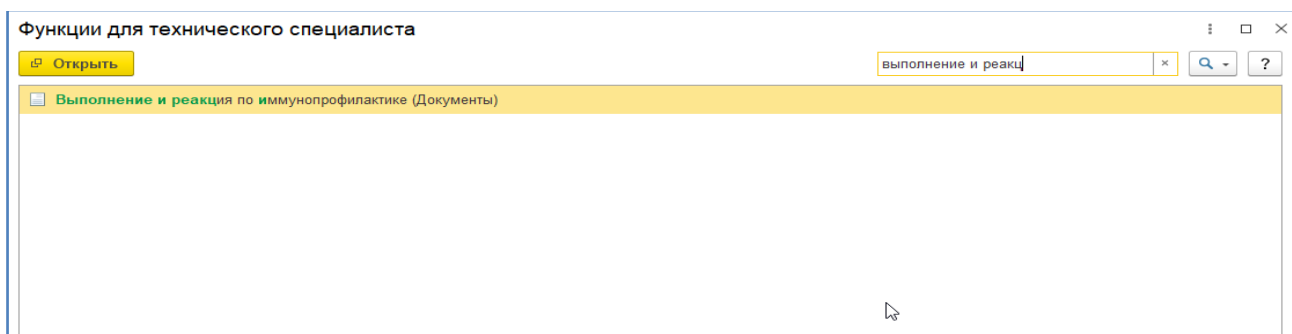 Функции для технического специалиста
Открыть
выполнение и реакц
?
Выполнение и реакция по иммунопрофилактике (Документы)